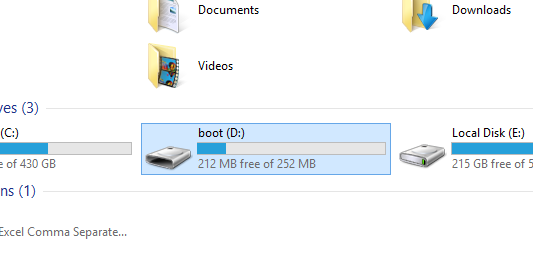 Documents
Downloads
Videos
ves (3)
(C:)
boot (D:)
Local Disk (E:)
e of 430 GB
212 MB free of 252 MB
215 GB free of 5
ns (1)
Excel Comma Separate...